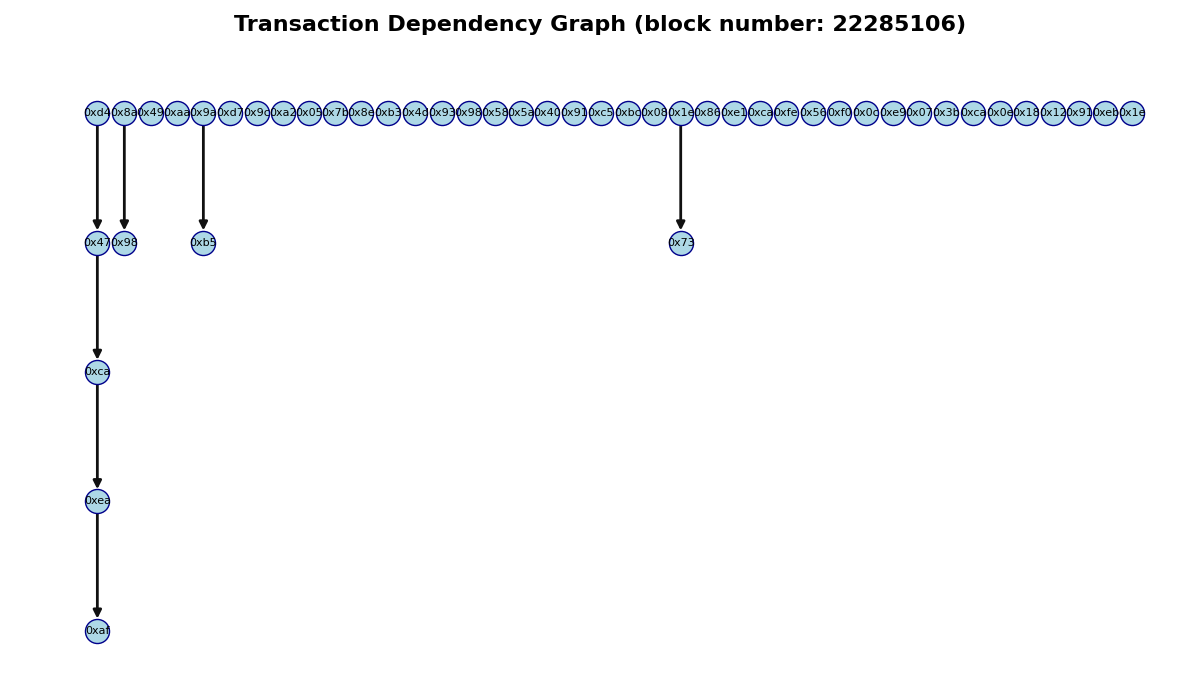 Transaction Dependency Graph (block number: 22285106)
0xd4 0x8a 0x49 0xaa 0x9a 0xd7 0x9c 0xa2 0x05 0x7b 0x8e 0xb3 0x4c 0x93 0x98 0x58 0x5a 0x40 0x91 0xc5 0xbc 0x08 0x1e 0x86 0xe1 0xca 0xfe 0x56 0xf0 0x0c 0xe9 0x07 0x3b 0xca 0x0e 0x18 0x12 0x91 0xeb 0x1e
0x47 0x98 0xb5 0x73
0xca
0xea
0xaf